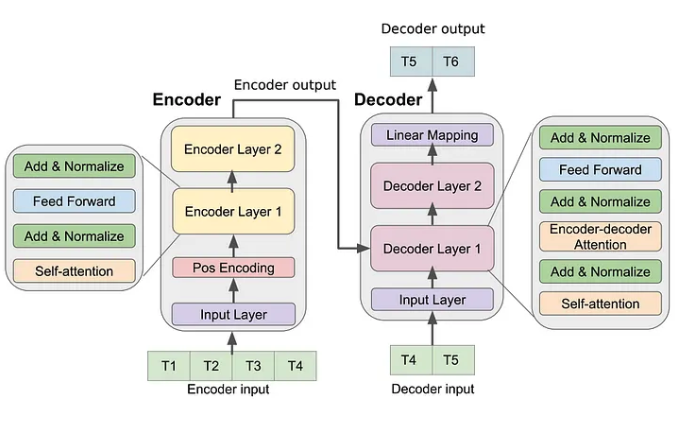 Decoder output
T5 T6
Encoder output
Encoder
Decoder
Add & Normalize
Feed Forward
Add & Normalize
Self-attention
Encoder Layer 2
Encoder Layer 1
Pos Encoding
Input Layer
T1 T2 T3 T4
Encoder input
Linear Mapping
Decoder Layer 2
Decoder Layer 1
Input Layer
T4 T5
Decoder input
Add & Normalize
Feed Forward
Add & Normalize
Encoder-decoder
Attention
Add & Normalize
Self-attention